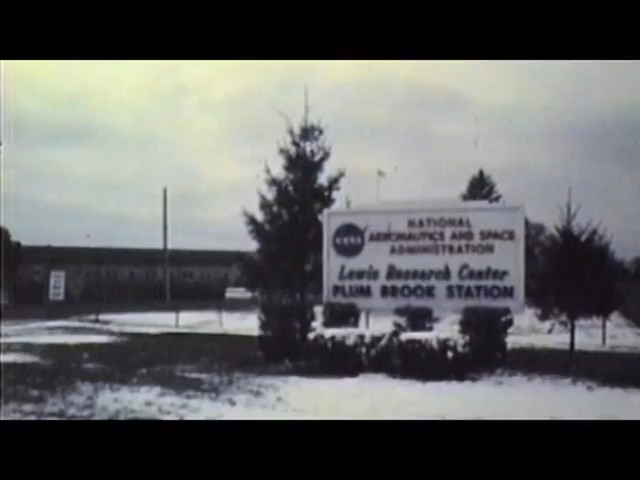 NASA
NATIONAL
AERONAUTICS AND SPACE
ADMINISTRATION
Lewis Research Center
PLUM BROOK STATION